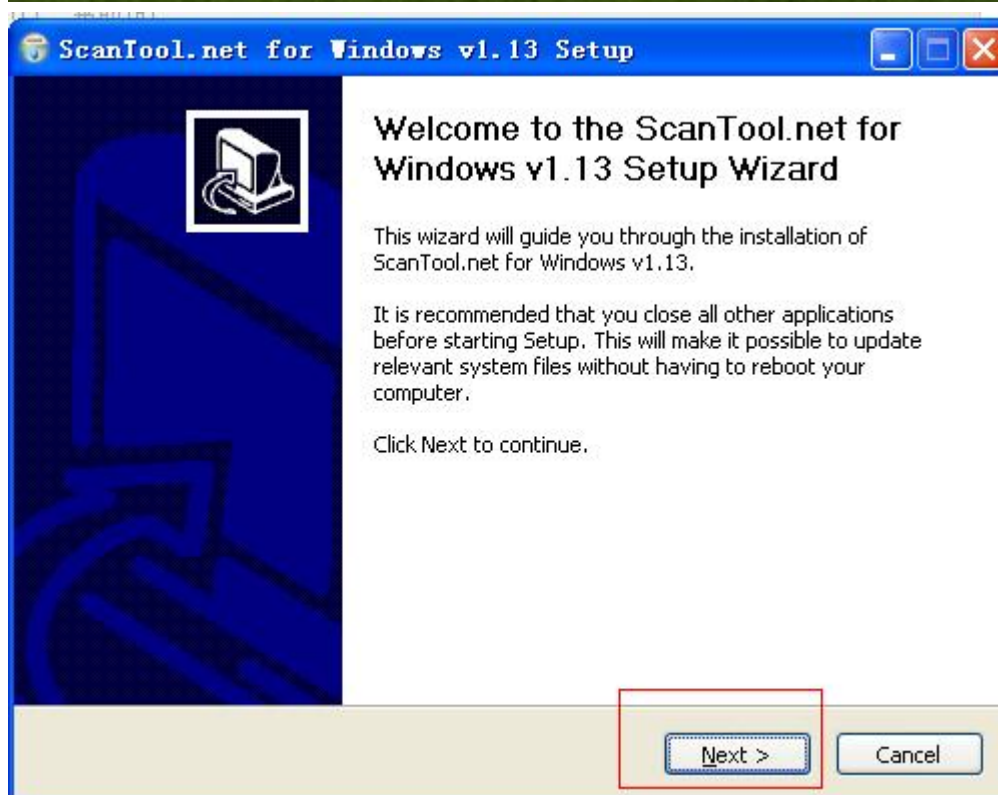 ScanTool.net for Windows v1.13 Setup
Welcome to the ScanTool.net for
Windows v1.13 Setup Wizard
This wizard will guide you through the installation of
ScanTool.net for Windows v1.13.
It is recommended that you close all other applications
before starting Setup. This will make it possible to update
relevant system files without having to reboot your
computer.
Click Next to continue.
Next >
Cancel